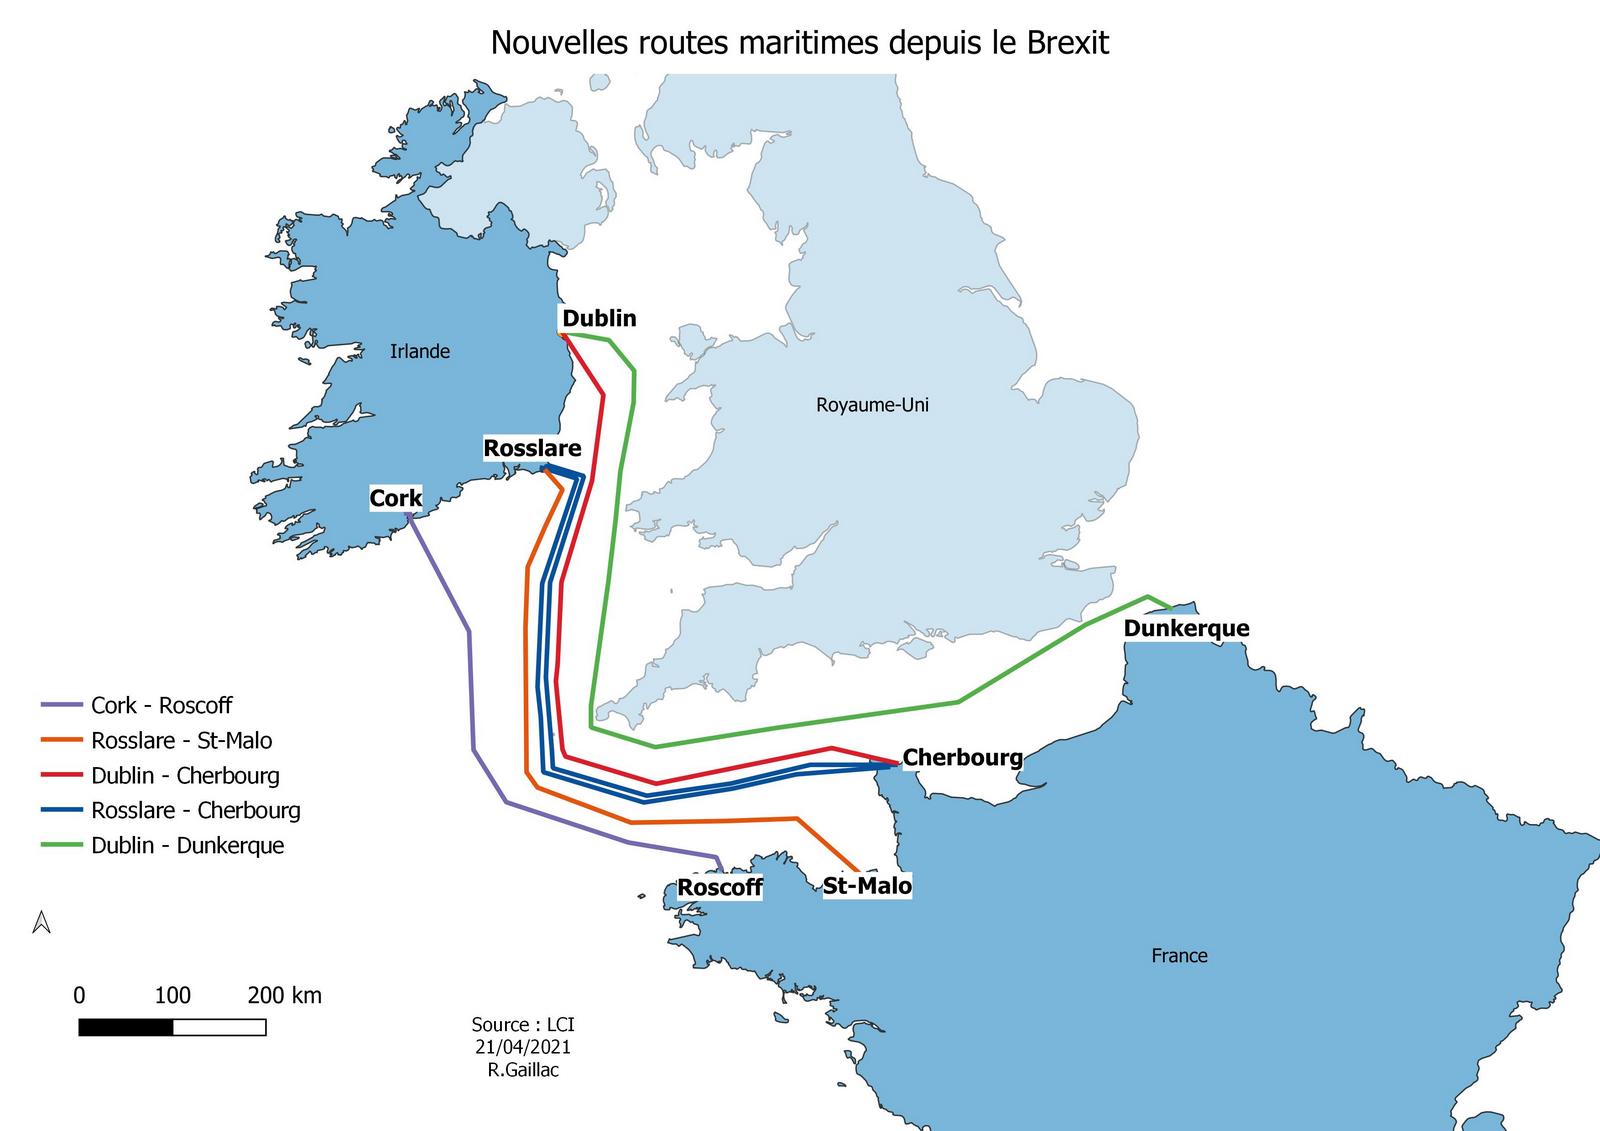 Nouvelles routes maritimes depuis le Brexit
Dublin
Irlande
Royaume-Uni
Rosslare
Cork
Dunkerque
Cherbourg
Roscoff
St-Malo
France
Cork - Roscoff
Rosslare - St-Malo
Dublin - Cherbourg
Rosslare - Cherbourg
Dublin - Dunkerque
0 100 200 km
Source : LCI
21/04/2021
R.Gaillac